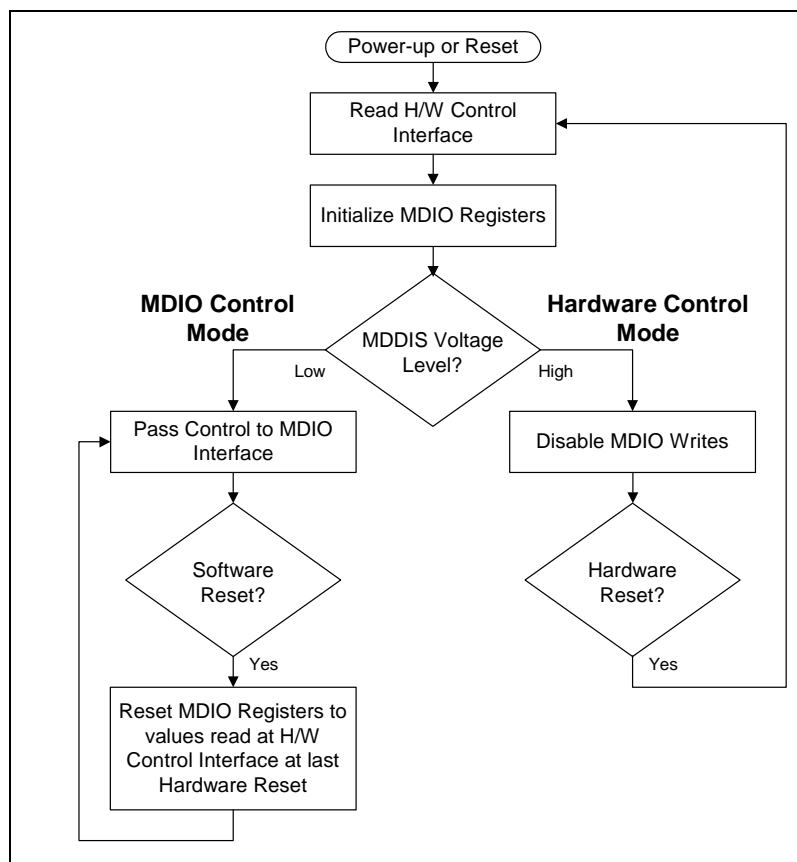 Power-up or Reset
Read H/W Control
Interface
Initialize MDIO Registers
MDIO Control
Mode
Hardware Control
Mode
MDDIS Voltage
Level?
Low
High
Pass Control to MDIO
Interface
Disable MDIO Writes
Software
Reset?
Hardware
Reset?
Yes
Yes
Reset MDIO Registers to
values read at H/W
Control Interface at last
Hardware Reset